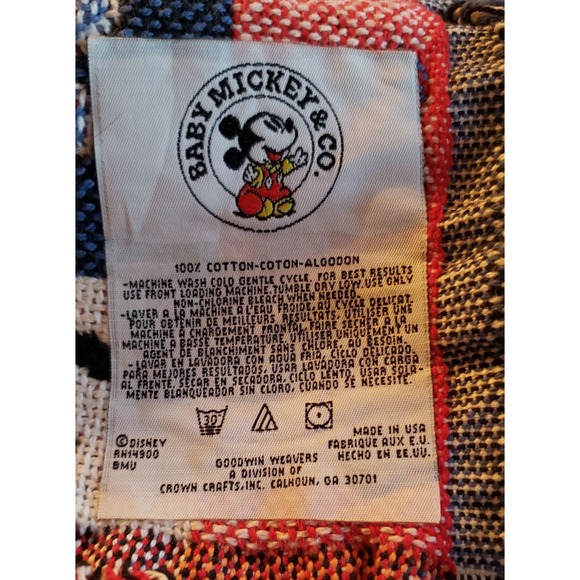 BABY MICKEY & CO.
100% COTTON-COTON-ALGODON
-MACHINE WASH COLD GENTLE CYCLE, FOR BEST RESULTS
USE FRONT LOADING MACHINE.TUMBLE DRY LOW.USE ONLY
NON-CHLORINE BLEACH WHEN NEEDED.
-LAVER A LA MACHINE A L'EAU FROIDE, AU CYCLE DELICAT.
POUR OBTENIR DE MEILLEURS RESULTATS, UTILISER UNE
MACHINE A CHARGEMENT FRONTAL, FAIRE SECHER A LA
MACHINE A BASSE TEMPERATURE, UTILISER UNIQUEMENT UN
AGENT DE BLANCHIMENT SANS CHLORE, AU BESOIN.
-LAVAR EN LAVADORA CON AGUA FRIA, CICLO DELICADO.
PARA MEJORES RESULTADOS, USAR LAVADORA CON CARGA
AL FRENTE, SECAR EN SECADORA, CICLO LENTO, USAR SOLA-
MENTE BLANQUEADOR SIN CLORO, CUANDO SE NECESITE.
30°
©DISNEY
RN14900
BMU
MADE IN USA
FABRIQUE AUX E.U.
HECHO EN EE.UU.
GOODWIN WEAVERS
A DIVISION OF
CROWN CRAFTS,INC. CALHOUN, GA 30701